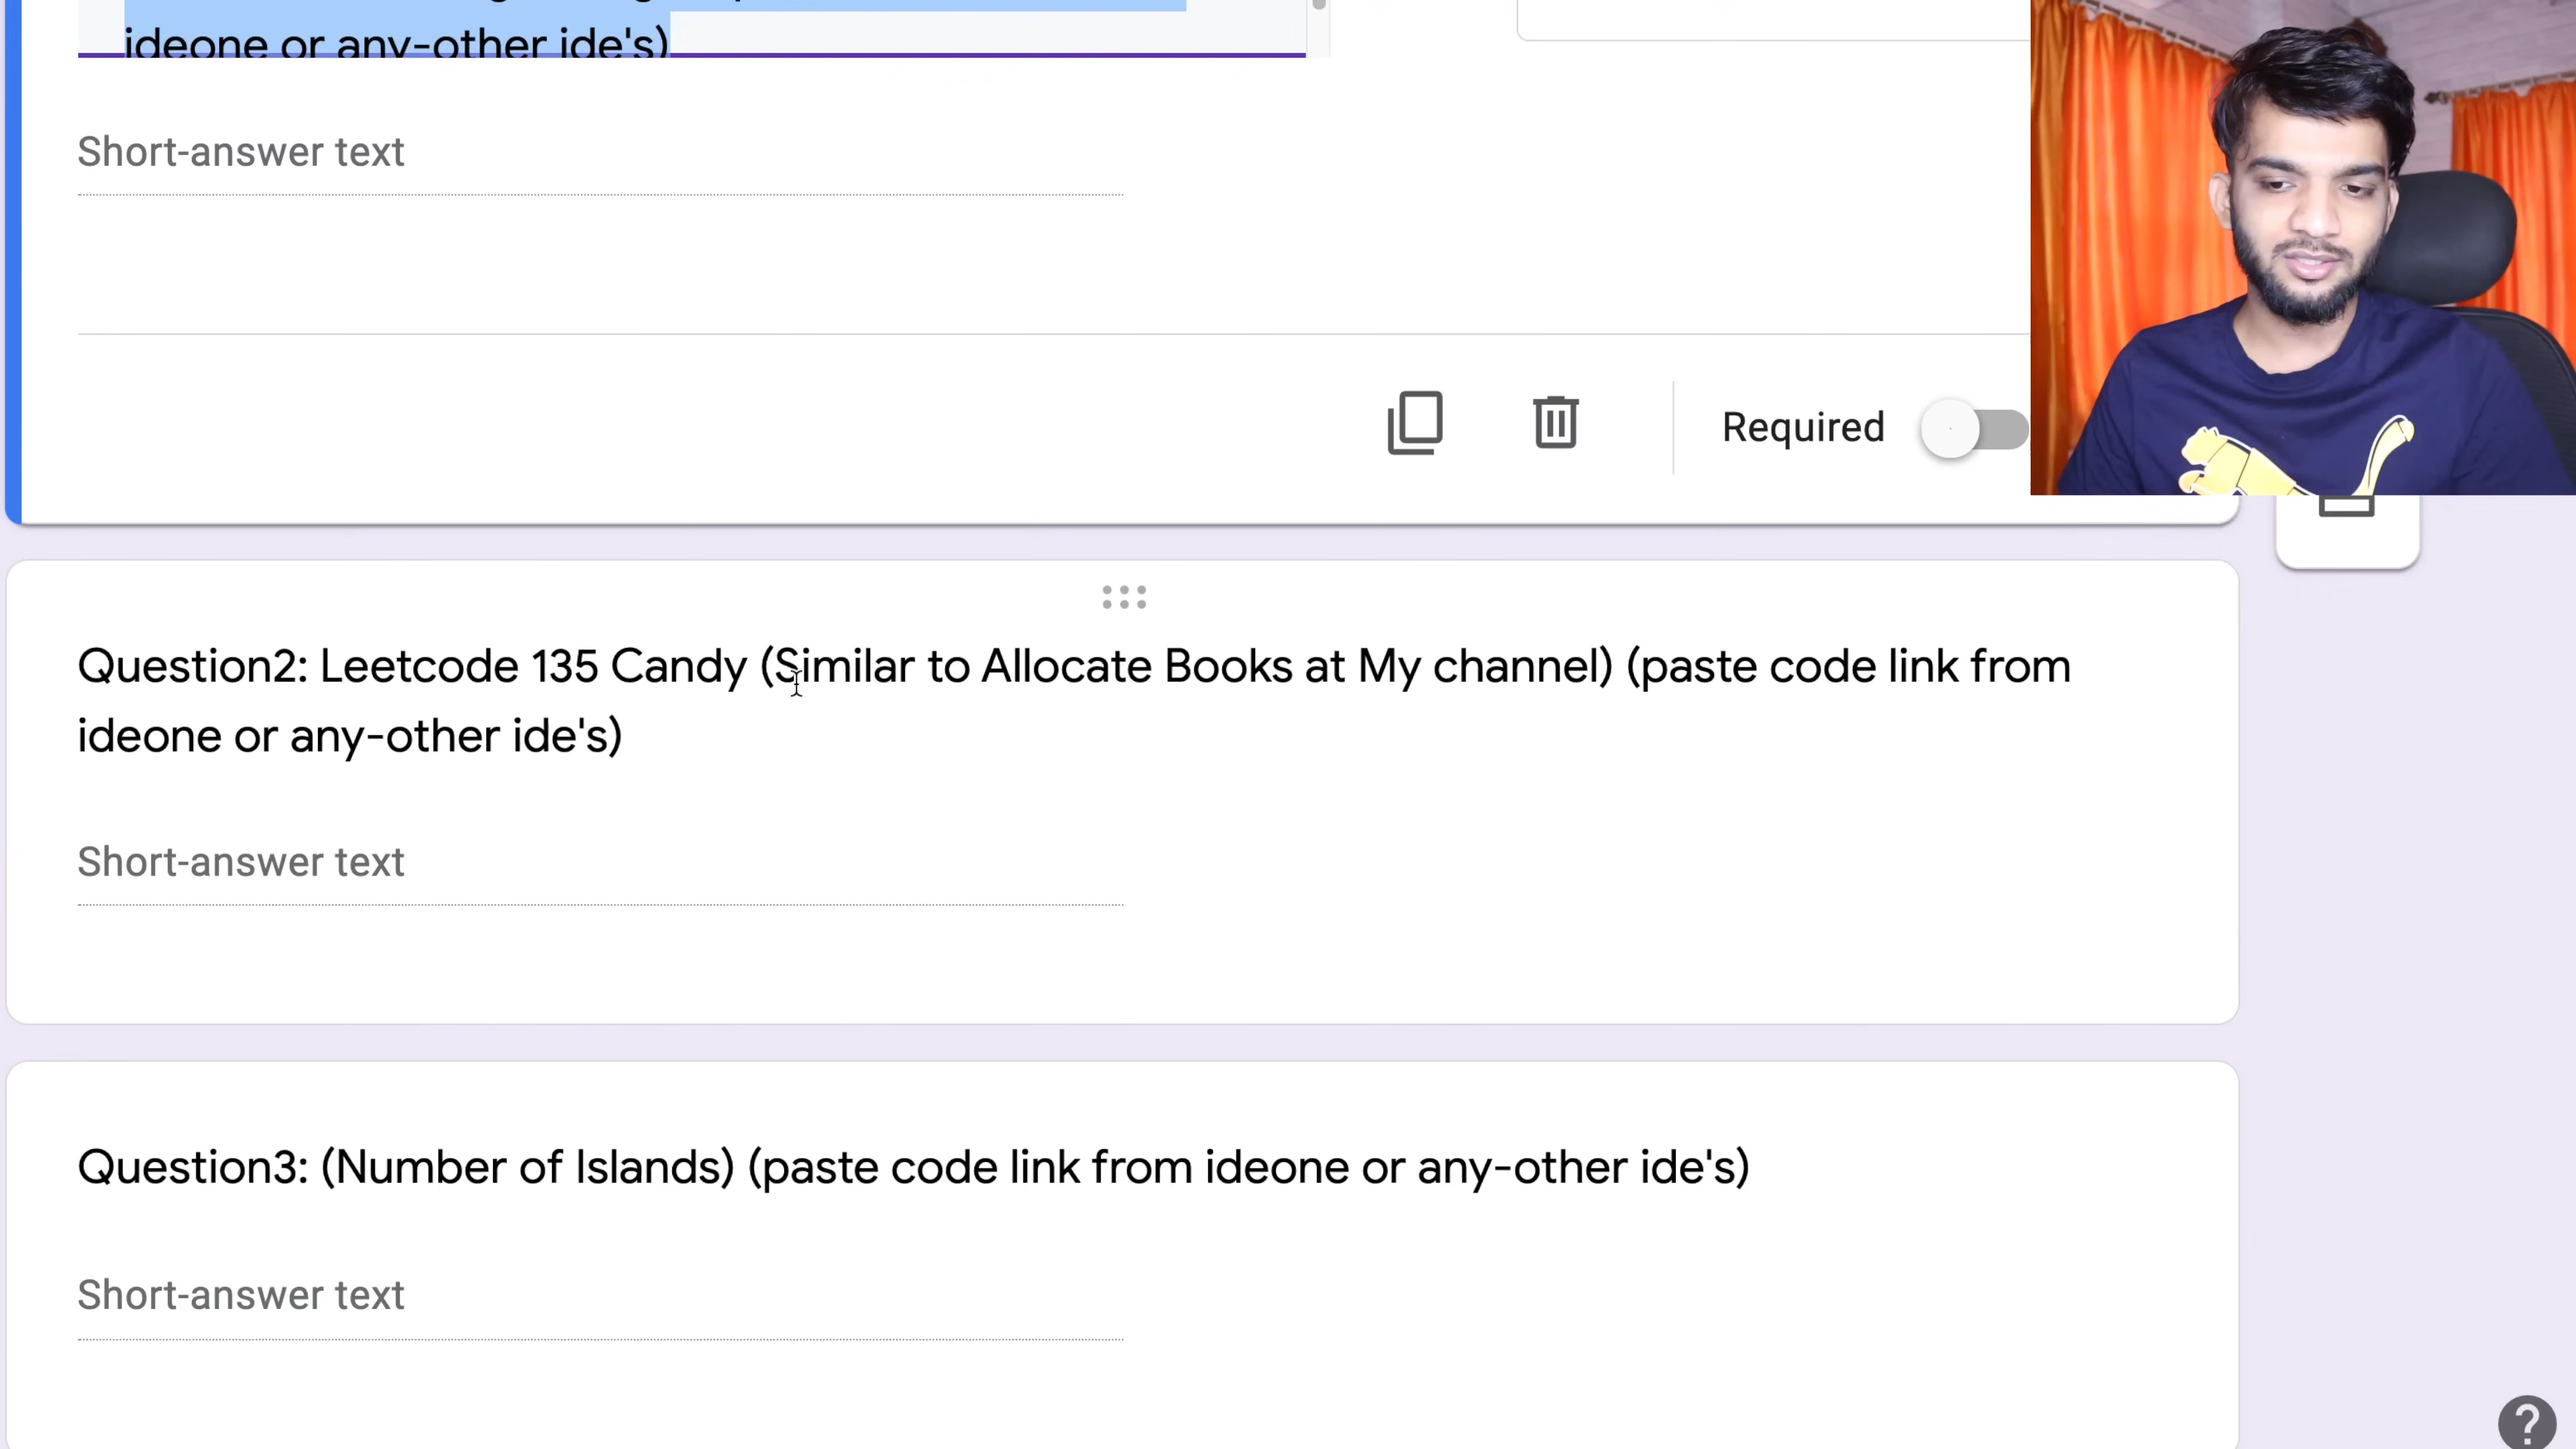 ideone or any-other ide's)
Short-answer text
Required
Question2: Leetcode 135 Candy (Similar to Allocate Books at My channel) (paste code link from
ideone or any-other ide's)
Short-answer text
Question3: (Number of Islands) (paste code link from ideone or any-other ide's)
Short-answer text
?